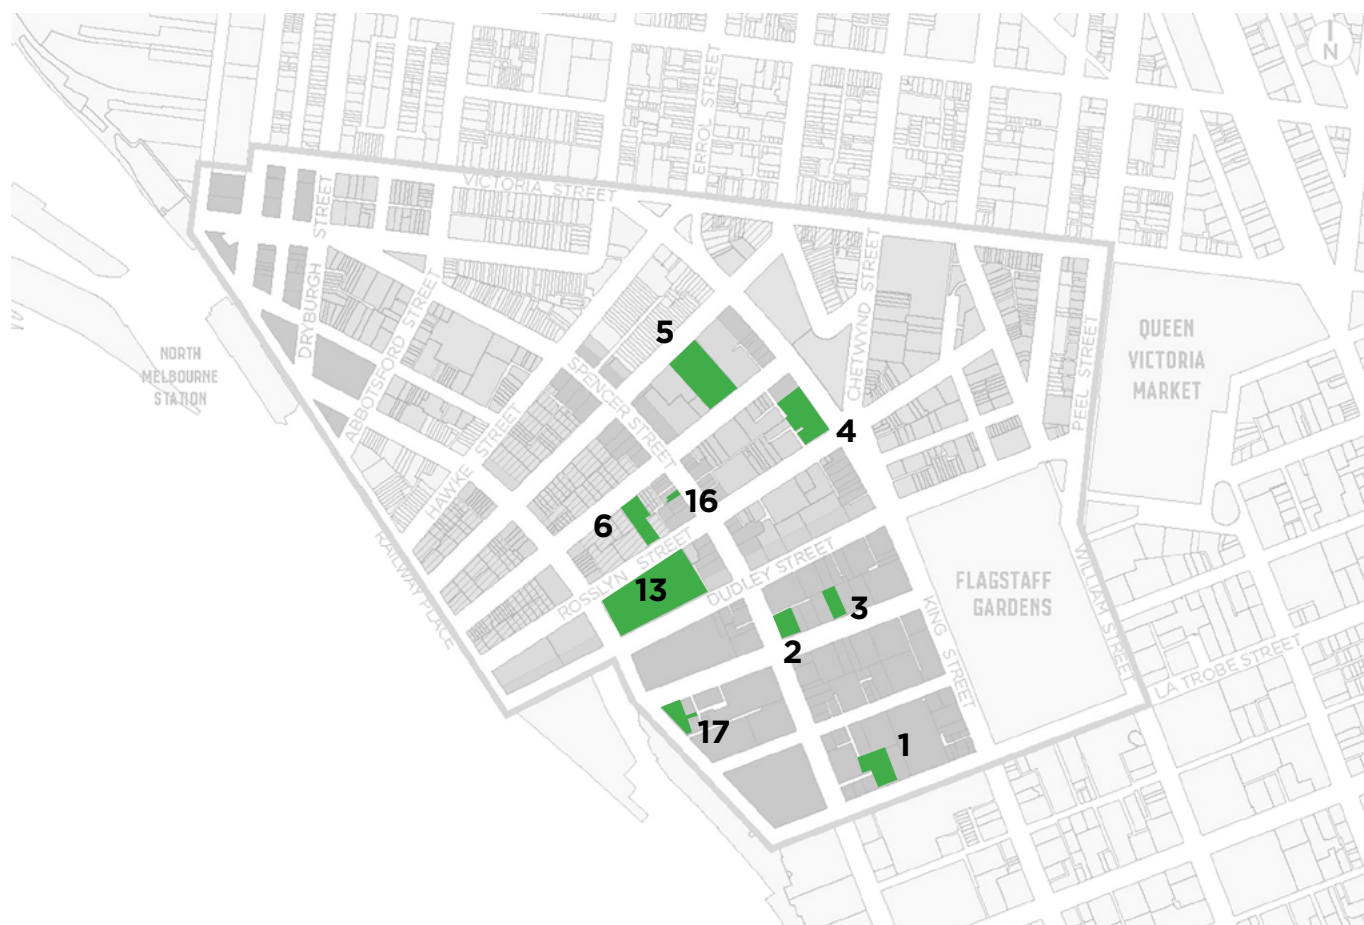 N
ERROL STREET
VICTORIA STREET
DRYBURGH STREET
ABBOTSFORD STREET
CHETWYND STREET
QUEEN
VICTORIA
MARKET
PEEL STREET
NORTH
MELBOURNE
STATION
5
SPENCER STREET
HAWKE STREET
4
16
6
RAILWAY PLACE
ROSSLYN STREET
DUDLEY STREET
13
3
2
FLAGSTAFF
GARDENS
KING STREET
WILLIAM STREET
LA TROBE STREET
17
1